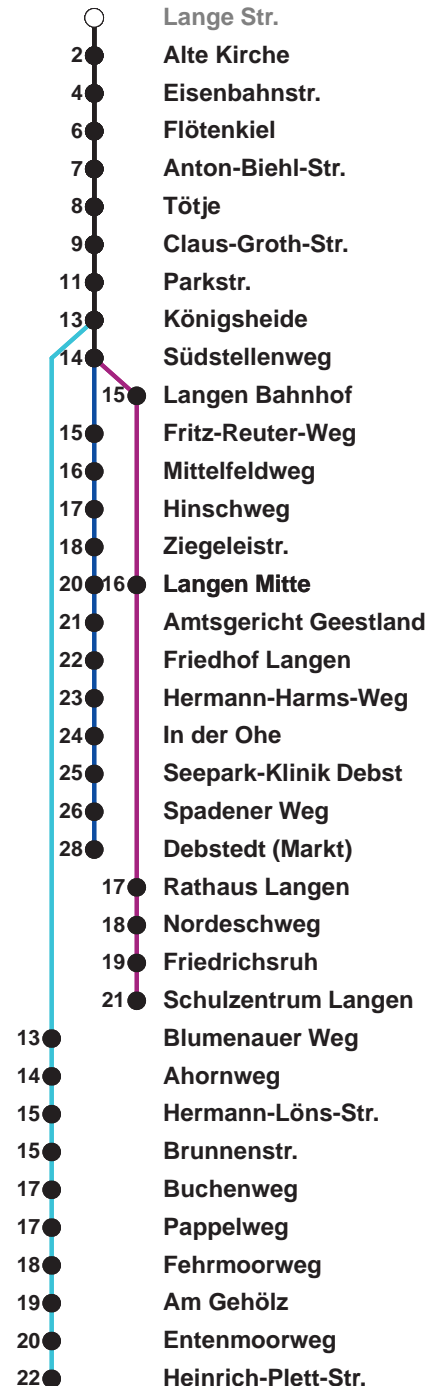 Lange Str.
2 Alte Kirche
4 Eisenbahnstr.
6 Flötenkiel
7 Anton-Biehl-Str.
8 Tötje
9 Claus-Groth-Str.
11 Parkstr.
13 Königsheide
14 Südstellenweg
15 Langen Bahnhof
15 Fritz-Reuter-Weg
16 Mittelfeldweg
17 Hinschweg
18 Ziegeleistr.
20 16 Langen Mitte
21 Amtsgericht Geestland
22 Friedhof Langen
23 Hermann-Harms-Weg
24 In der Ohe
25 Seepark-Klinik Debst
26 Spadener Weg
28 Debstedt (Markt)
17 Rathaus Langen
18 Nordeschweg
19 Friedrichsruh
21 Schulzentrum Langen
13 Blumenauer Weg
14 Ahornweg
15 Hermann-Löns-Str.
15 Brunnenstr.
17 Buchenweg
17 Pappelweg
18 Fehrmoorweg
19 Am Gehölz
20 Entenmoorweg
22 Heinrich-Plett-Str.